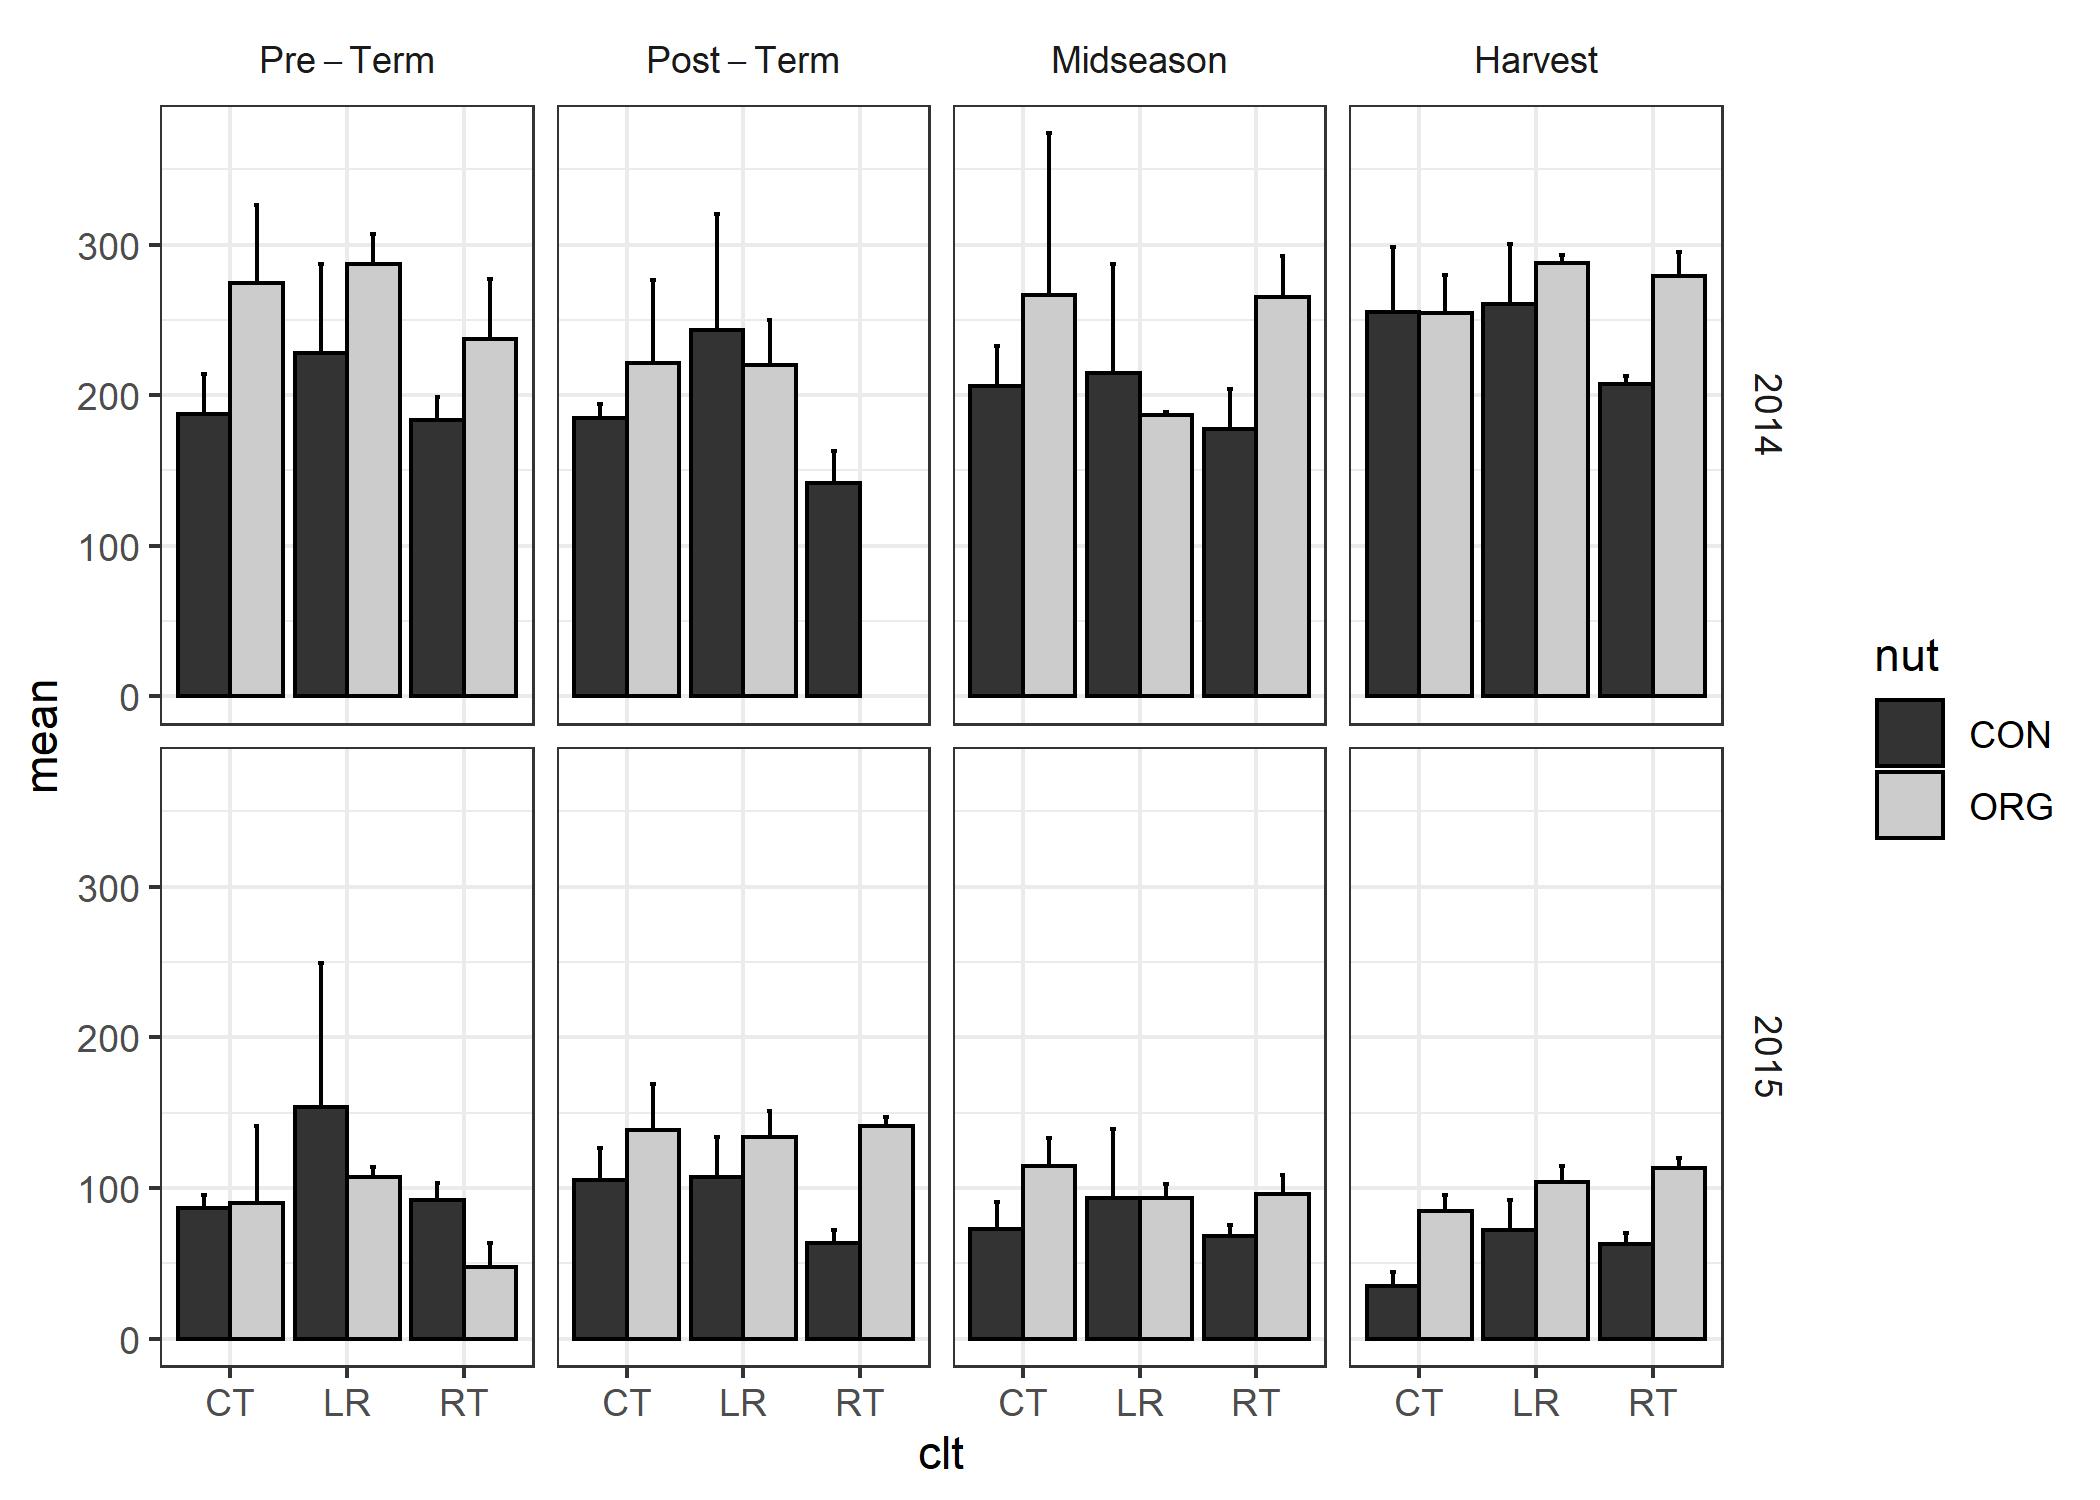 Pre – Term
Post – Term
Midseason
Harvest
300
200
100
0
2014
mean
300
200
100
0
2015
CT LR RT
CT LR RT
CT LR RT
CT LR RT
clt
nut
CON
ORG